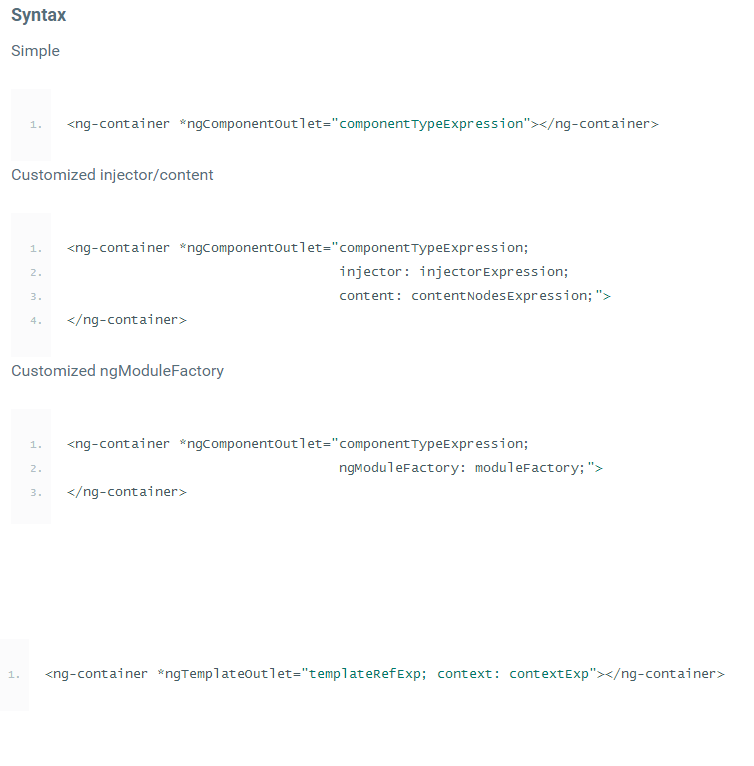 Syntax
Simple
1. <ng-container *ngComponentOutlet="componentTypeExpression"></ng-container>
Customized injector/content
1. <ng-container *ngComponentOutlet="componentTypeExpression;
2. injector: injectorExpression;
3. content: contentNodesExpression;">
4. </ng-container>
Customized ngModuleFactory
1. <ng-container *ngComponentOutlet="componentTypeExpression;
2. ngModuleFactory: moduleFactory;">
3. </ng-container>
1. <ng-container *ngTemplateOutlet="templateRefExp; context: contextExp"></ng-container>